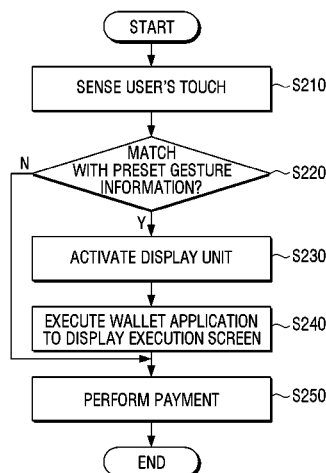 START
SENSE USER'S TOUCH
S210
MATCH
WITH PRESET GESTURE
INFORMATION?
S220
N
Y
ACTIVATE DISPLAY UNIT
S230
EXECUTE WALLET APPLICATION
TO DISPLAY EXECUTION SCREEN
S240
PERFORM PAYMENT
S250
END